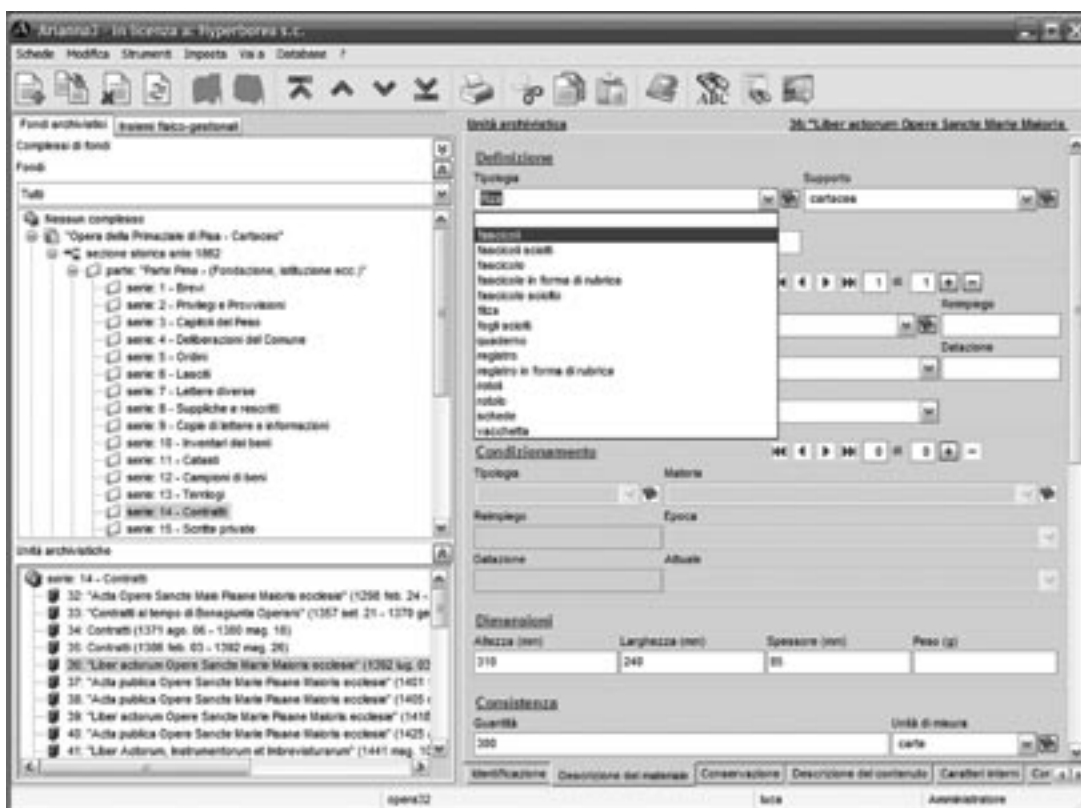 Arianna3 - in licenza a: Hyperborea s.c.
Schede Modifica Strumenti Imposta Vai a Database ?
ABC
Fondi archivistici Insiemi fisico-gestionali
Complessi di fondi
Fondi
Tutti
Nessun complesso
"Opera della Primaziale di Pisa - Cartaceo"
sezione storica ante 1882
parte: "Parte Pesa - (Fondazione, istituzione ecc.)"
serie: 1 - Brevi
serie: 2 - Privilegi e Provvisioni
serie: 3 - Capitoli del Peso
serie: 4 - Deliberazioni del Comune
serie: 5 - Ordini
serie: 6 - Lasciti
serie: 7 - Lettere diverse
serie: 8 - Suppliche e rescritti
serie: 9 - Copie di lettere e informazioni
serie: 10 - Inventari dei beni
serie: 11 - Catasti
serie: 12 - Campioni di beni
serie: 13 - Terrilogi
serie: 14 - Contratti
serie: 15 - Scritte private
Unità archivistiche
serie: 14 - Contratti
32: "Acta Opere Sancte Marie Pisane Maioris ecclesie" (1298 feb. 24 -
33: "Contratti al tempo di Bonagiunta Operario" (1357 set. 21 - 1370 ge
34: Contratti (1371 ago. 06 - 1380 mag. 18)
35: Contratti (1386 feb. 03 - 1392 mag. 26)
36: "Liber actorum Opere Sancte Marie Maioris ecclesie" (1392 lug. 03
37: "Acta publica Opere Sancte Marie Pisane Maioris ecclesie" (1401
38: "Acta publica Opere Sancte Marie Pisane Maioris ecclesie" (1405
39: "Liber actorum Opere Sancte Marie Pisane Maioris ecclesie" (1418
40: "Acta publica Opere Sancte Marie Pisane Maioris ecclesie" (1425
41: "Liber Actorum, Instrumentorum et Imbreviaturarum" (1441 mag. 10
Unità archivistica 36: "Liber actorum Opere Sancte Marie Maioris
Definizione
Tipologia Supporto
filza cartacea
fascicoli
fascicoli sciolti
fascicolo
fascicolo in forma di rubrica
fascicolo sciolto
filza
fogli sciolti
quaderno
registro
registro in forma di rubrica
rotoli
rotolo
schede
vacchetta
1 di 1
Reimpiego
Datazione
Condizionamento 0 di 0
Tipologia Materia
Reimpiego Epoca
Datazione Attuale
Dimensioni
Altezza (mm) Larghezza (mm) Spessore (mm) Peso (g)
310 240 85
Consistenza
Quantità Unità di misura
300 carte
Identificazione Descrizione del materiale Conservazione Descrizione del contenuto Caratteri interni Cor
opera32 luca Amministratore